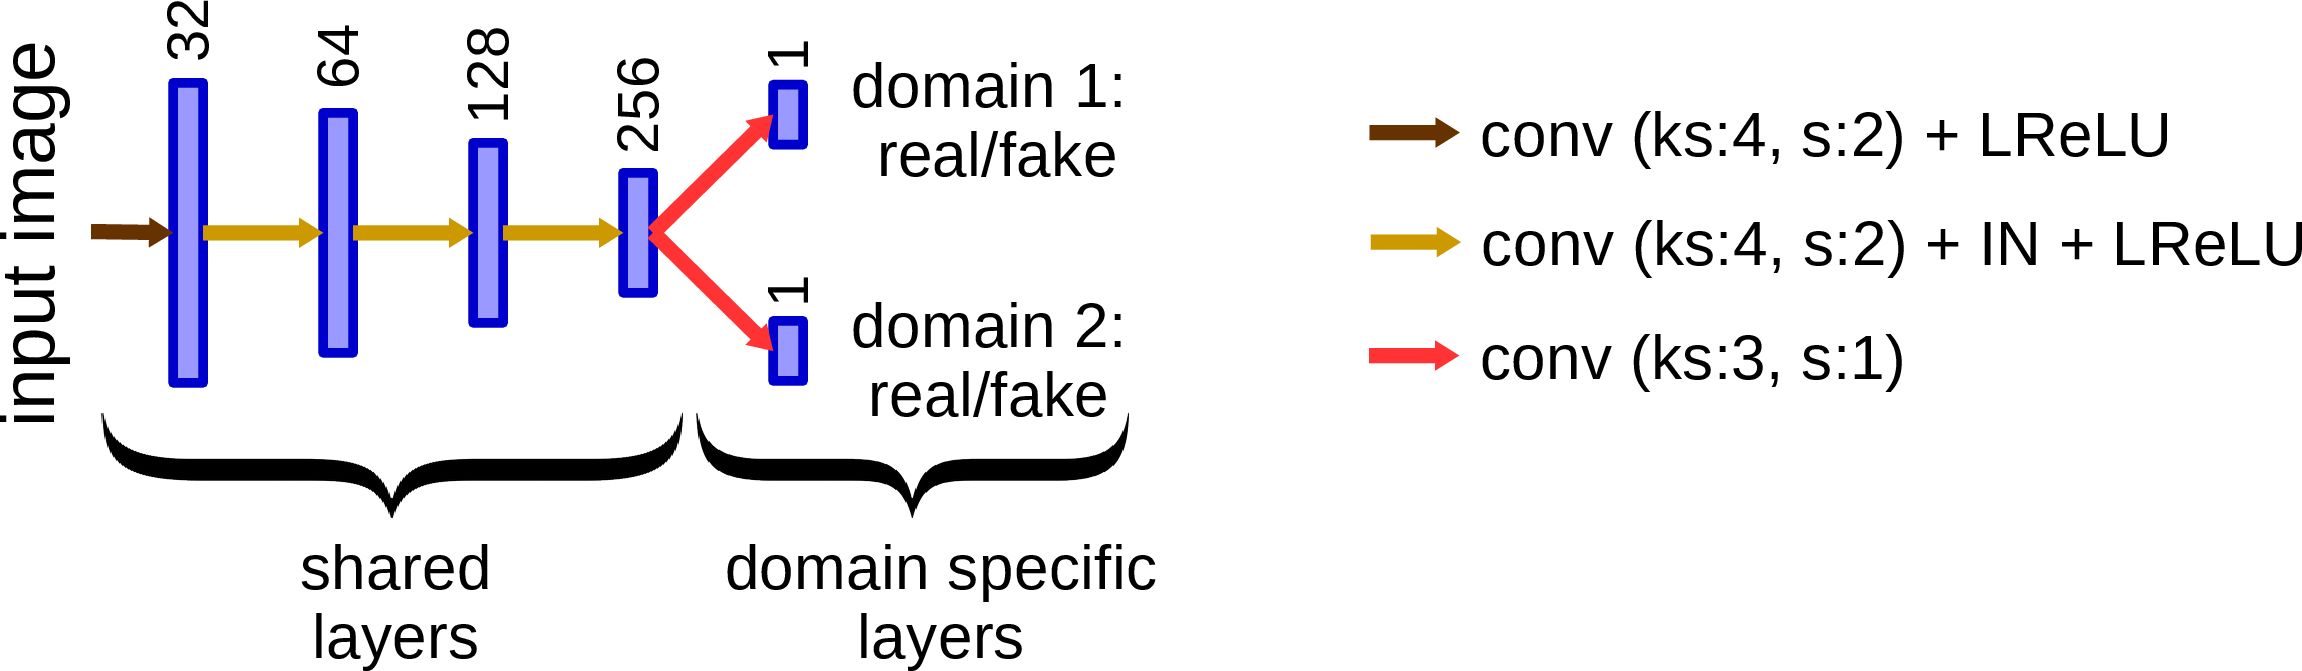 input image
32
64
128
256
1
domain 1:
real/fake
1
domain 2:
real/fake
shared
layers
domain specific
layers
conv (ks:4, s:2) + LReLU
conv (ks:4, s:2) + IN + LReLU
conv (ks:3, s:1)